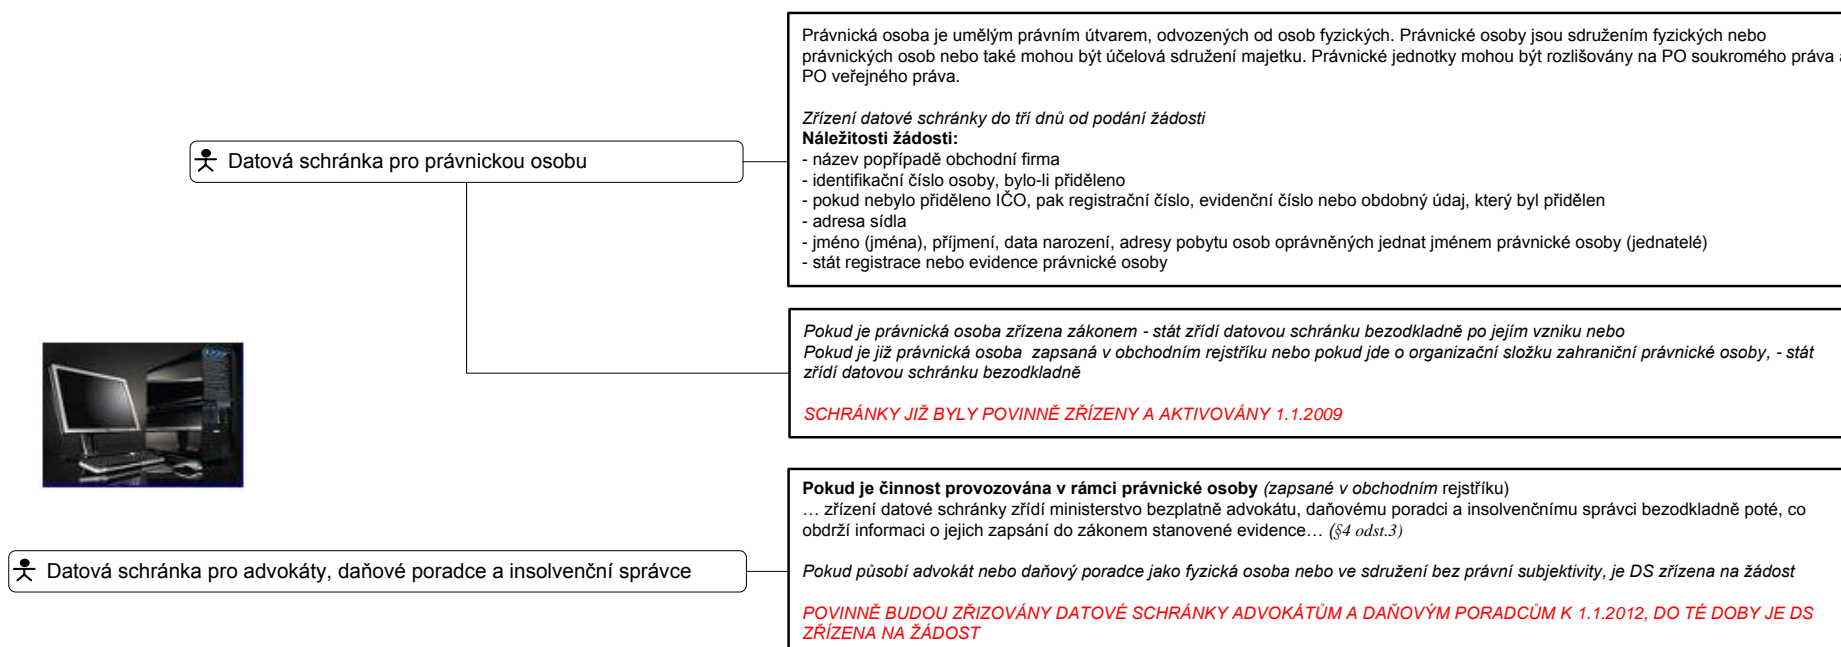 Právnická osoba je umělým právním útvarem, odvozených od osob fyzických. Právnické osoby jsou sdružením fyzických nebo
právnických osob nebo také mohou být účelová sdružení majetku. Právnické jednotky mohou být rozlišovány na PO soukromého práva a
PO veřejného práva.
Zřízení datové schránky do tří dnů od podání žádosti
Náležitosti žádosti:
- název popřípadě obchodní firma
- identifikační číslo osoby, bylo-li přiděleno
- pokud nebylo přiděleno IČO, pak registrační číslo, evidenční číslo nebo obdobný údaj, který byl přidělen
- adresa sídla
- jméno (jména), příjmení, data narození, adresy pobytu osob oprávněných jednat jménem právnické osoby (jednatelé)
- stát registrace nebo evidence právnické osoby
Datová schránka pro právnickou osobu
Pokud je právnická osoba zřízena zákonem - stát zřídí datovou schránku bezodkladně po jejím vzniku nebo
Pokud je již právnická osoba  zapsaná v obchodním rejstříku nebo pokud jde o organizační složku zahraniční právnické osoby, - stát
zřídí datovou schránku bezodkladně
SCHRÁNKY JIŽ BYLY POVINNĚ ZŘÍZENY A AKTIVOVÁNY 1.1.2009
Pokud je činnost provozována v rámci právnické osoby (zapsané v obchodním rejstříku)
… zřízení datové schránky zřídí ministerstvo bezplatně advokátu, daňovému poradci a insolvenčnímu správci bezodkladně poté, co
obdrží informaci o jejich zapsání do zákonem stanovené evidence… (§4 odst.3)
Datová schránka pro advokáty, daňové poradce a insolvenční správce
Pokud působí advokát nebo daňový poradce jako fyzická osoba nebo ve sdružení bez právní subjektivity, je DS zřízena na žádost
POVINNĚ BUDOU ZŘIZOVÁNY DATOVÉ SCHRÁNKY ADVOKÁTŮM A DAŇOVÝM PORADCŮM K 1.1.2012, DO TÉ DOBY JE DS
ZŘÍZENA NA ŽÁDOST